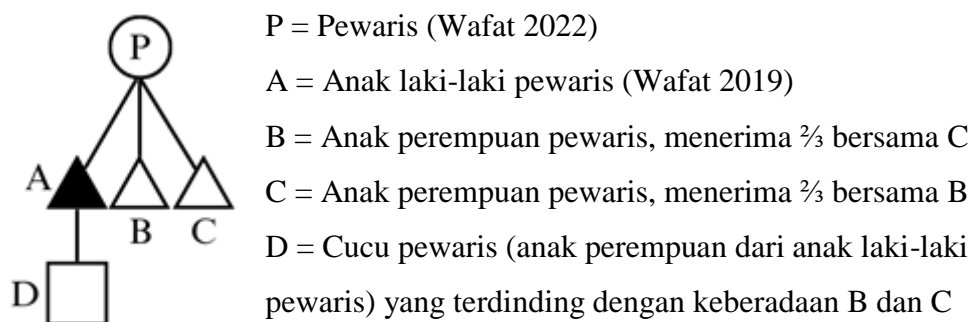 P
A
B
C
D
P = Pewaris (Wafat 2022)
A = Anak laki-laki pewaris (Wafat 2019)
B = Anak perempuan pewaris, menerima ⅔ bersama C
C = Anak perempuan pewaris, menerima ⅔ bersama B
D = Cucu pewaris (anak perempuan dari anak laki-laki
pewaris) yang terdinding dengan keberadaan B dan C